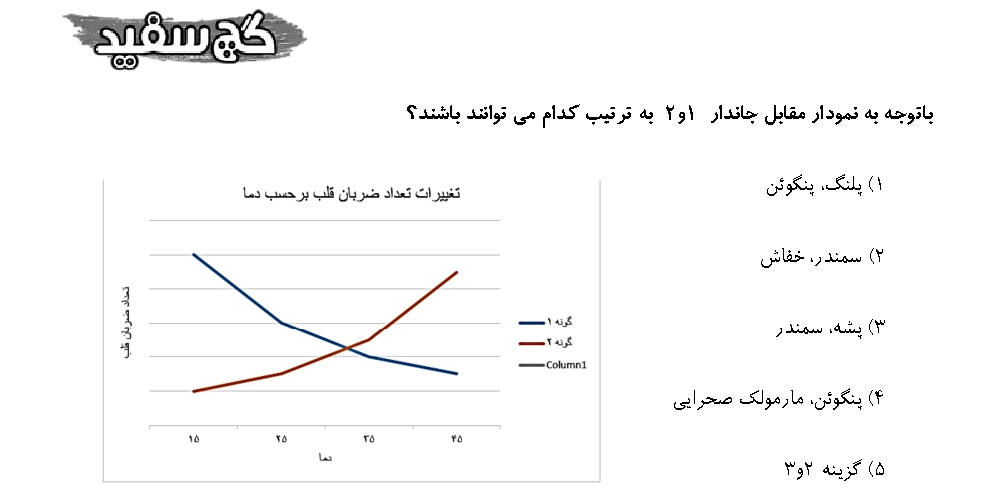 گچ سفید
باتوجه به نمودار مقابل جاندار ۱و۲ به ترتیب کدام می توانند باشند؟
۱) پلنگ، پنگوئن
۲) سمندر، خفاش
۳) پشه، سمندر
۴) پنگوئن، مارمولک صحرایی
۵) گزینه ۲و۳
تغییرات تعداد ضربان قلب برحسب دما
تعداد ضربان قلب
گونه ۱
گونه ۲
Column1
۱۵ ۲۵ ۳۵ ۴۵
دما